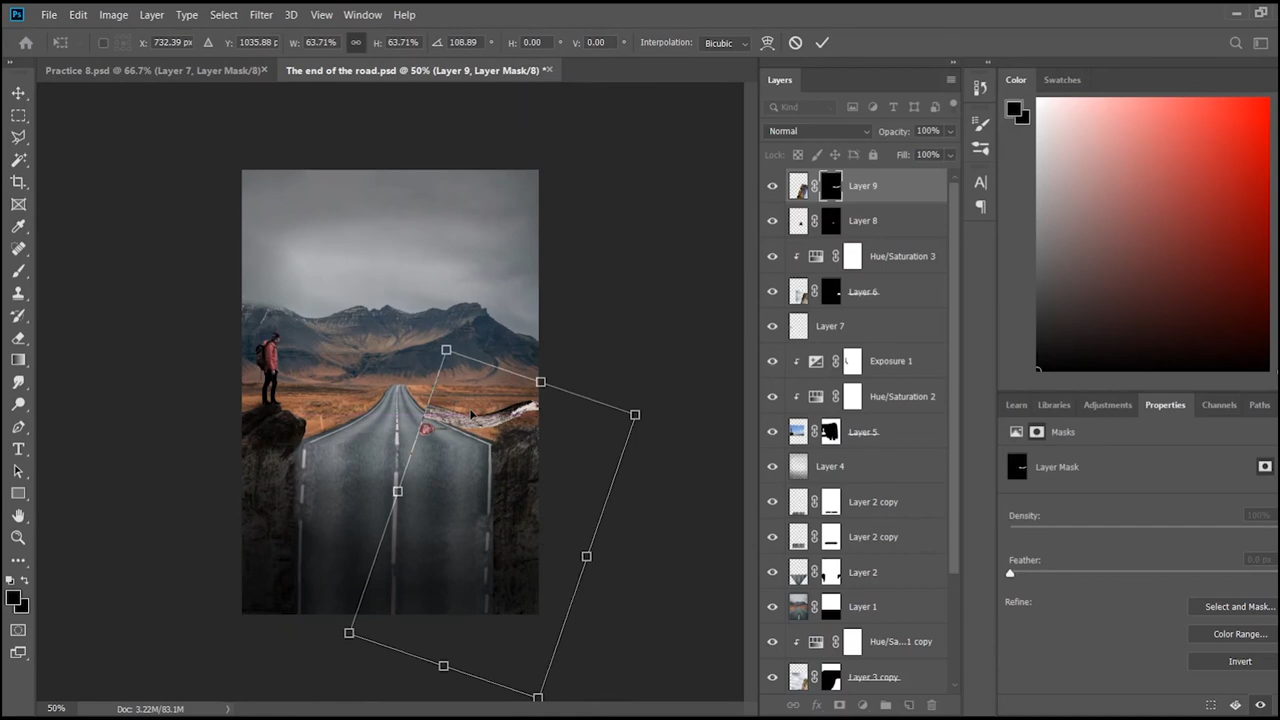 Ps File Edit Image Layer Type Select Filter 3D View Window Help
X: 732.39 px Y: 1035.88 p W: 63.71% H: 63.71% 108.89 ° H: 0.00 ° V: 0.00 ° Interpolation: Bicubic
Practice 8.psd @ 66.7% (Layer 7, Layer Mask/8) The end of the road.psd @ 50% (Layer 9, Layer Mask/8) *
Layers
Kind
Normal Opacity: 100%
Lock: Fill: 100%
Layer 9
Layer 8
Hue/Saturation 3
Layer 6
Layer 7
Exposure 1
Hue/Saturation 2
Layer 5
Layer 4
Layer 2 copy
Layer 2 copy
Layer 2
Layer 1
Hue/Sa...1 copy
Layer 3 copy
Color Swatches
Learn Libraries Adjustments Properties Channels Paths
Masks
Layer Mask
Density: 100%
Feather: 0.0 px
Refine: Select and Mask...
Color Range...
Invert
50% Doc: 3.22M/83.1M